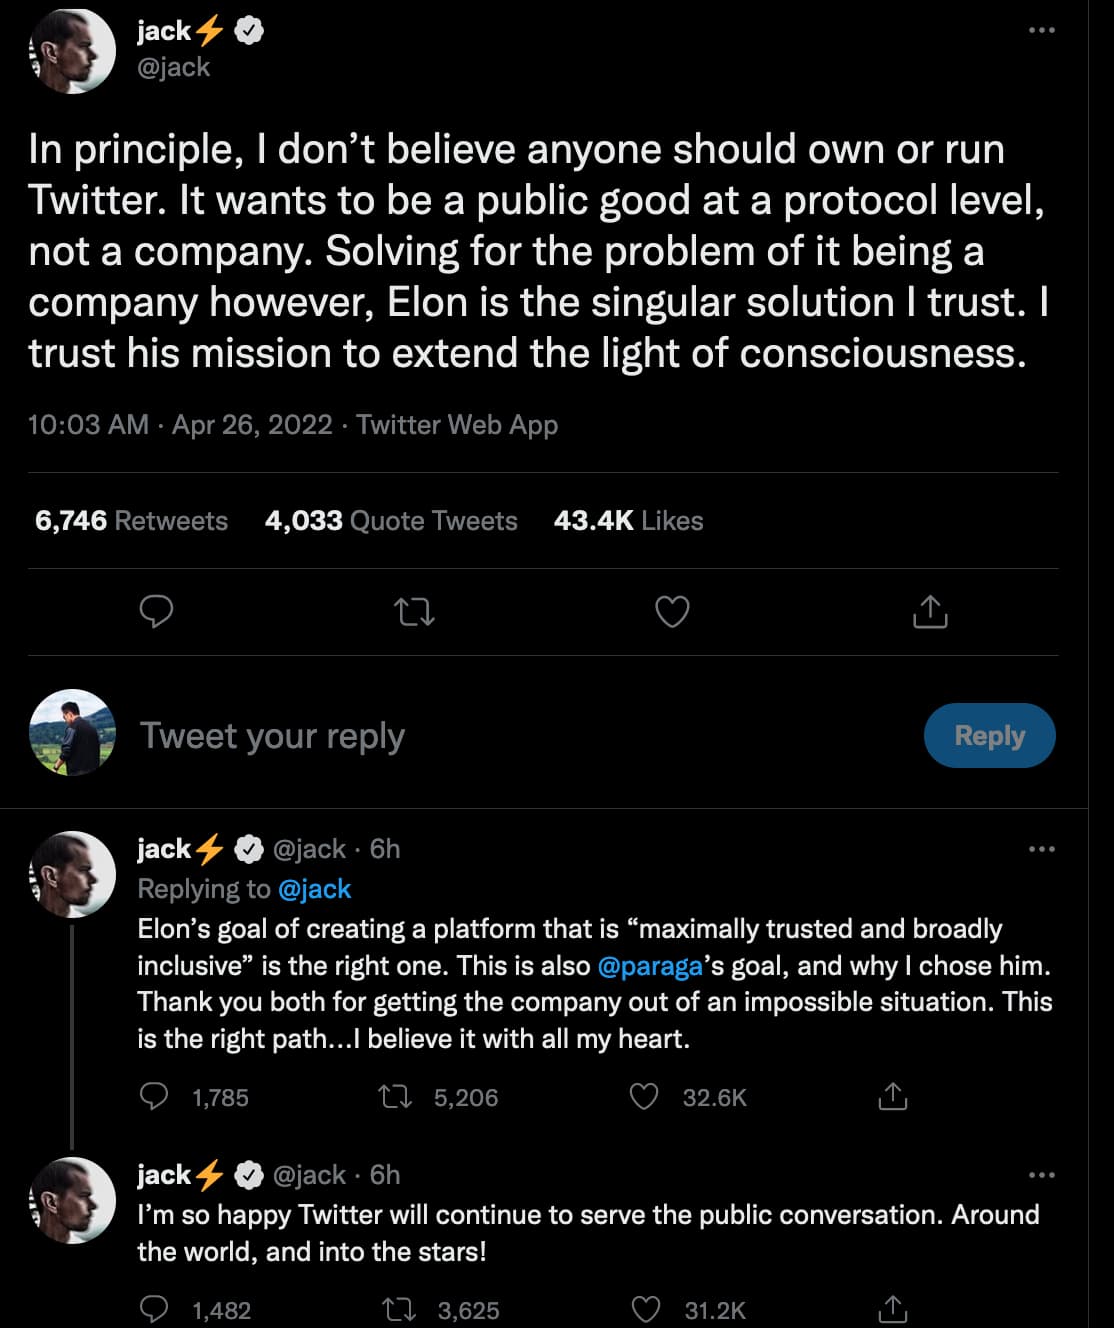 jack⚡
@jack
In principle, I don’t believe anyone should own or run
Twitter. It wants to be a public good at a protocol level,
not a company. Solving for the problem of it being a
company however, Elon is the singular solution I trust. I
trust his mission to extend the light of consciousness.
10:03 AM · Apr 26, 2022 · Twitter Web App
6,746 Retweets 4,033 Quote Tweets 43.4K Likes
Tweet your reply
Reply
jack⚡ @jack · 6h
Replying to @jack
Elon’s goal of creating a platform that is “maximally trusted and broadly
inclusive” is the right one. This is also @paraga’s goal, and why I chose him.
Thank you both for getting the company out of an impossible situation. This
is the right path...I believe it with all my heart.
1,785 5,206 32.6K
jack⚡ @jack · 6h
I’m so happy Twitter will continue to serve the public conversation. Around
the world, and into the stars!
1,482 3,625 31.2K